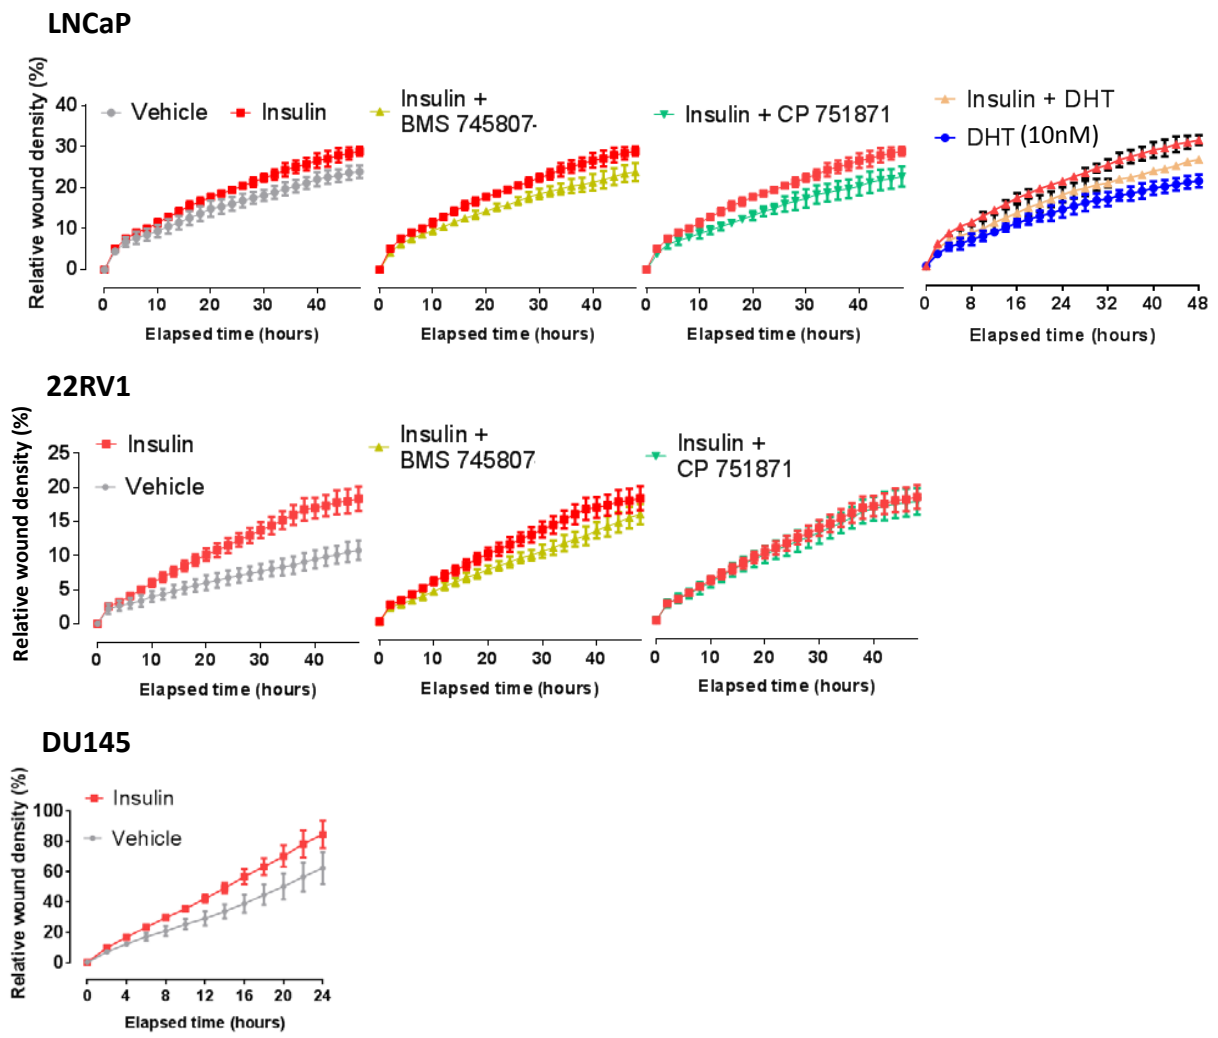 LNCaP
Relative wound density (%)
40
30
20
10
0
Vehicle
Insulin
0 10 20 30 40
Elapsed time (hours)
Insulin +
BMS 745807-
0 10 20 30 40
Elapsed time (hours)
Insulin + CP 751871
0 10 20 30 40
Elapsed time (hours)
Insulin + DHT
DHT (10nM)
0 8 16 24 32 40 48
Elapsed time (hours)
22RV1
Relative wound density (%)
25
20
15
10
5
0
Insulin
Vehicle
0 10 20 30 40
Elapsed time (hours)
Insulin +
BMS 745807
0 10 20 30 40
Elapsed time (hours)
Insulin +
CP 751871
0 10 20 30 40
Elapsed time (hours)
DU145
Relative wound density (%)
100
80
60
40
20
0
Insulin
Vehicle
0 4 8 12 16 20 24
Elapsed time (hours)